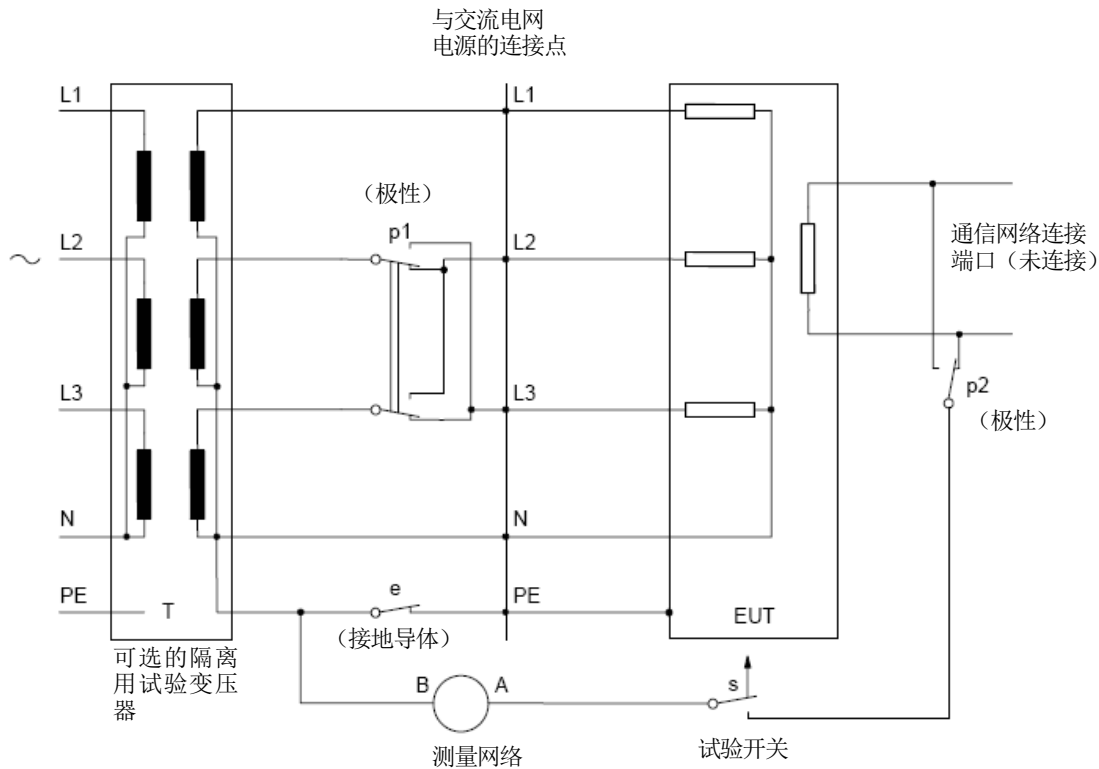 与交流电网
电源的连接点
L1
L1
（极性）
p1
L2
L2
通信网络连接
端口（未连接）
～
L3
L3
p2
（极性）
N
N
PE
T
e
PE
EUT
（接地导体）
可选的隔离
用试验变压
器
B
A
s
测量网络
试验开关